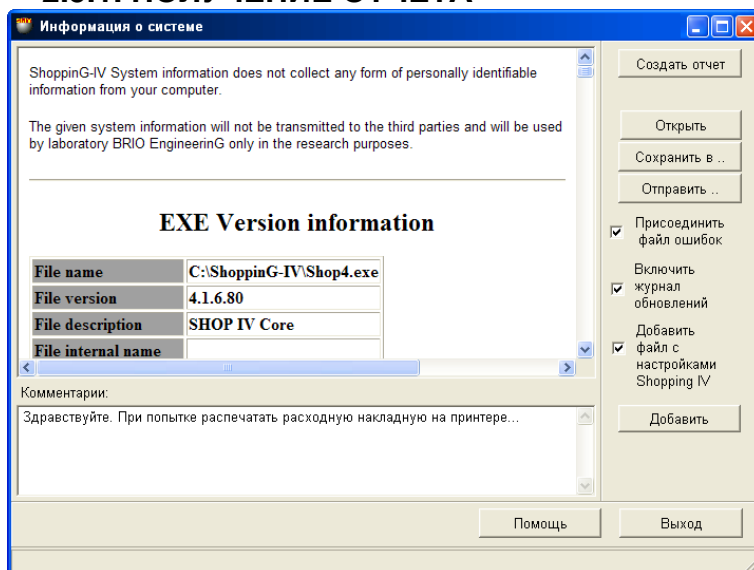 ПОЛУЧЕНИЕ ОТЧЕТА
Информация о системе
ShoppinG-IV System information does not collect any form of personally identifiable
information from your computer.
The given system information will not be transmitted to the third parties and will be used
by laboratory BRIO EngineerinG only in the research purposes.
EXE Version information
File name C:\ShoppinG-IV\Shop4.exe
File version 4.1.6.80
File description SHOP IV Core
File internal name
Комментарии:
Здравствуйте. При попытке распечатать расходную накладную на принтере...
Создать отчет
Открыть
Сохранить в ..
Отправить ..
Присоединить
файл ошибок
Включить
журнал
обновлений
Добавить
файл с
настройками
Shopping IV
Добавить
Помощь
Выход